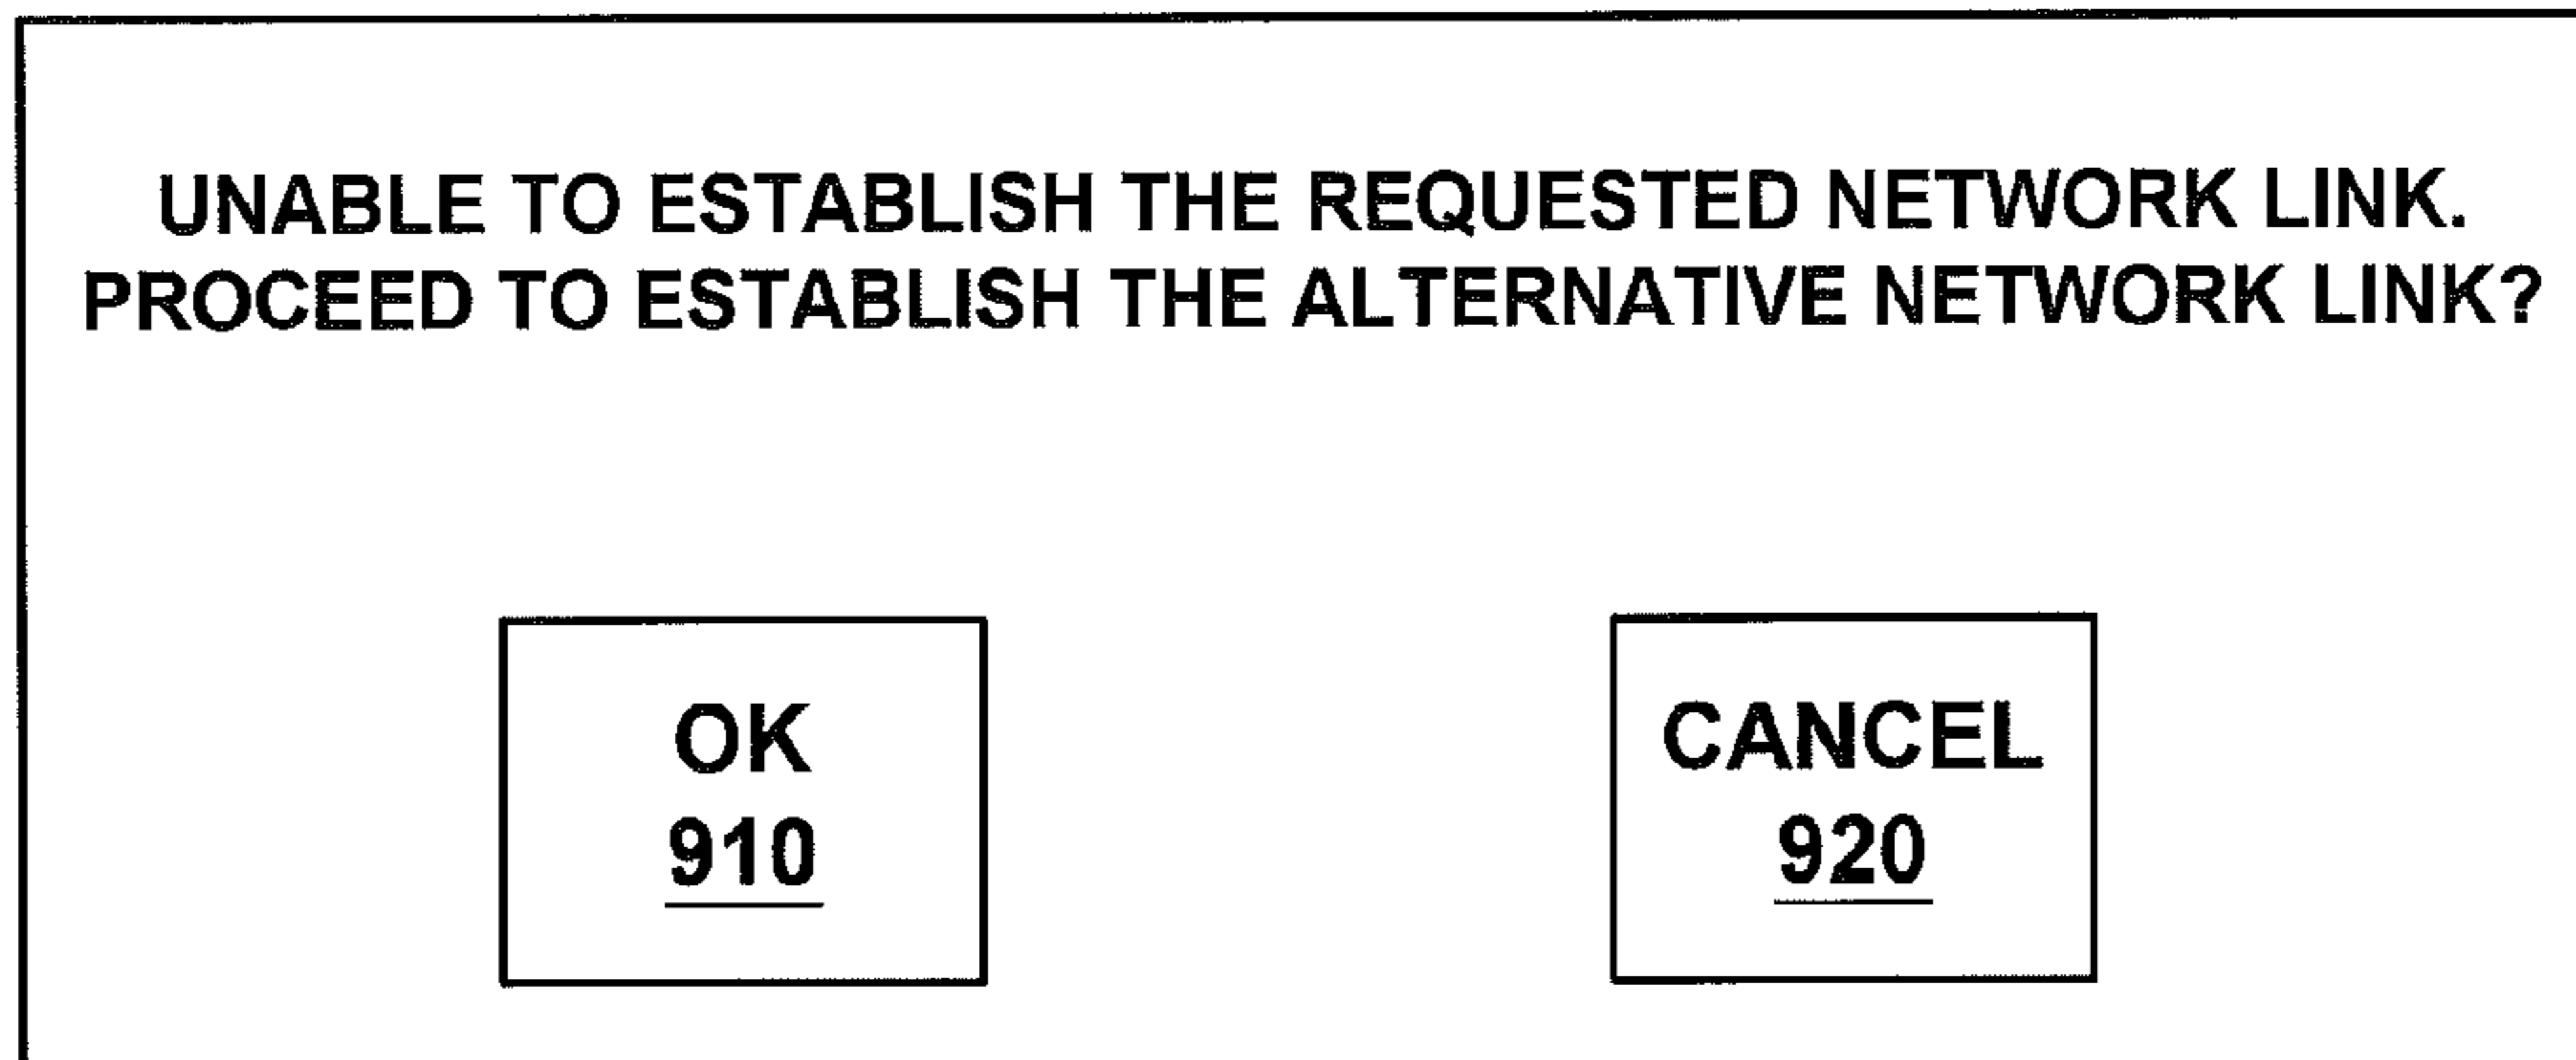 UNABLE TO ESTABLISH THE REQUESTED NETWORK LINK.
PROCEED TO ESTABLISH THE ALTERNATIVE NETWORK LINK?
OK
910
CANCEL
920